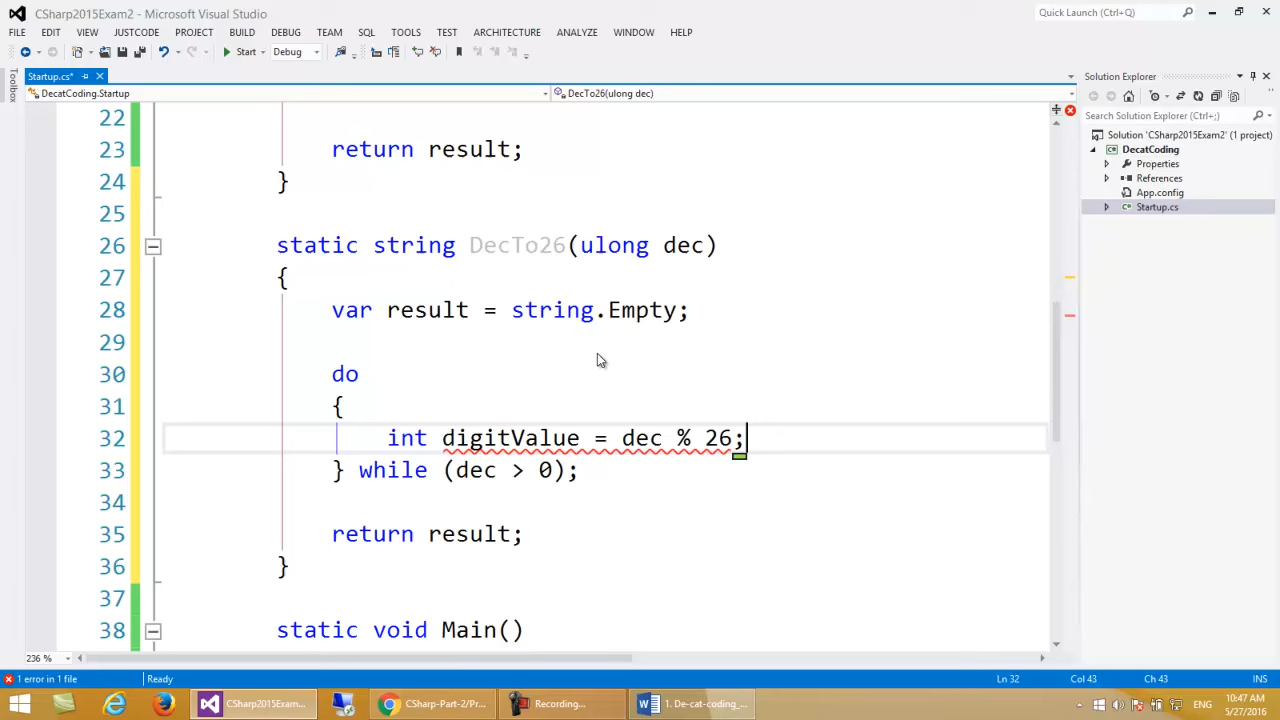 CSharp2015Exam2 - Microsoft Visual Studio
Quick Launch (Ctrl+Q)
FILE EDIT VIEW JUSTCODE PROJECT BUILD DEBUG TEAM SQL TOOLS TEST ARCHITECTURE ANALYZE WINDOW HELP
Start Debug
Startup.cs*
Toolbox
DecatCoding.Startup
DecTo26(ulong dec)
22
23 return result;
24 }
25
26 static string DecTo26(ulong dec)
27 {
28 var result = string.Empty;
29
30 do
31 {
32 int digitValue = dec % 26;
33 } while (dec > 0);
34
35 return result;
36 }
37
38 static void Main()
236 %
Solution Explorer
Search Solution Explorer (Ctrl+;)
Solution 'CSharp2015Exam2' (1 project)
DecatCoding
Properties
References
App.config
Startup.cs
1 error in 1 file Ready Ln 32 Col 43 Ch 43 INS
CSharp2015Exam... CSharp-Part-2/Pr... Recording... 1. De-cat-coding_... ENG 10:47 AM
5/27/2016